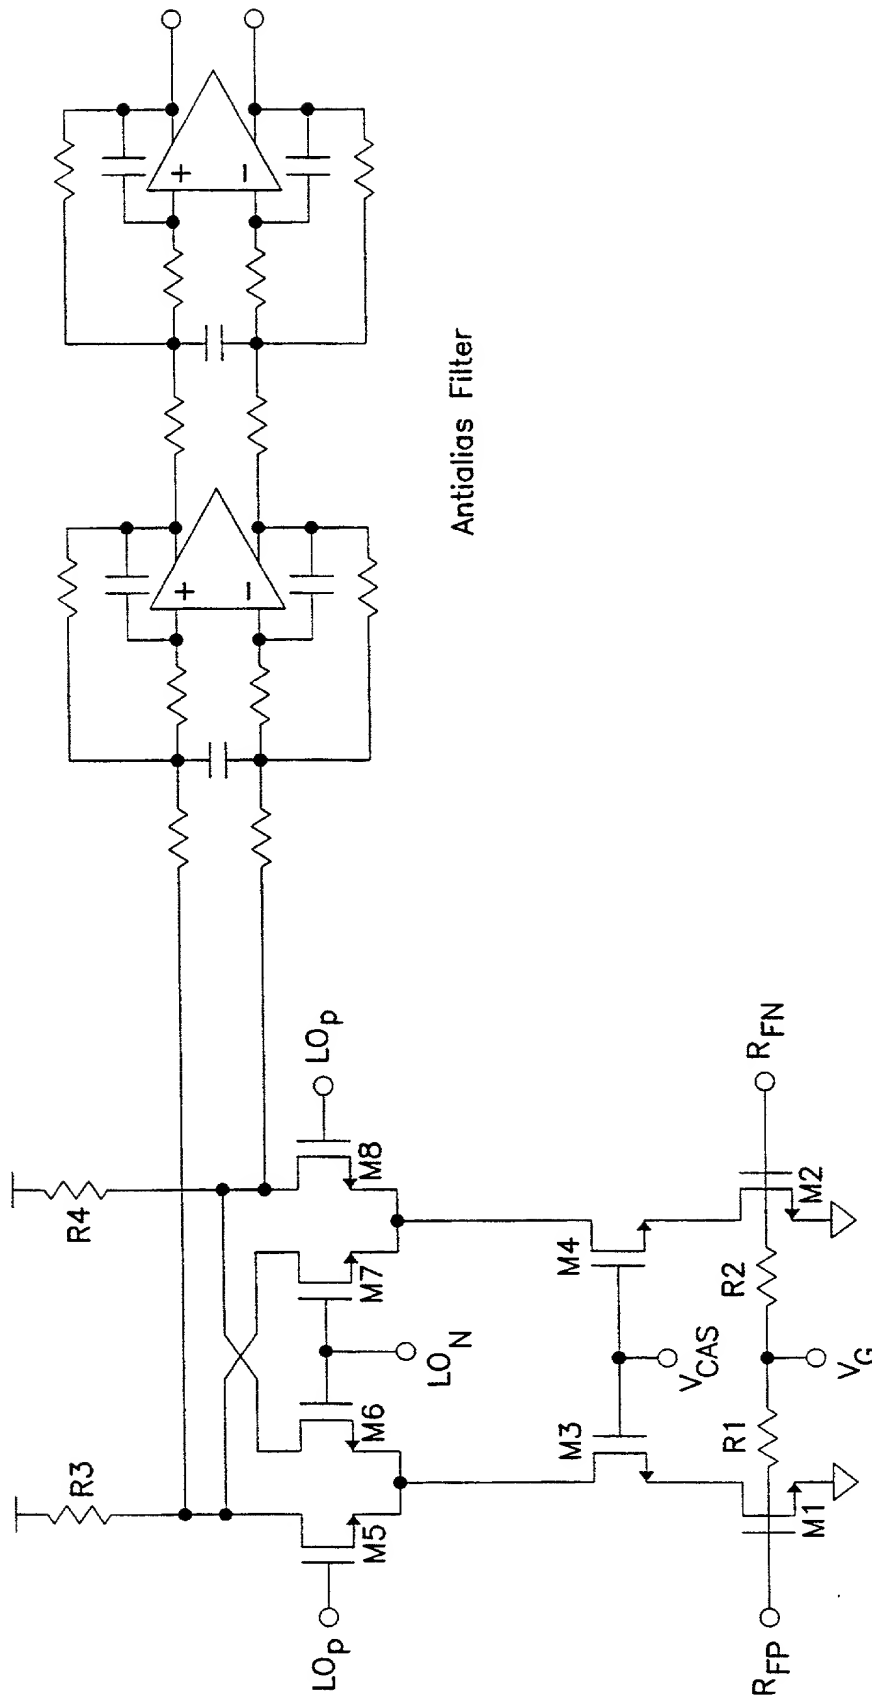 +
−
Antialias Filter
+
−
R3
R4
LOp
M5
M6
M7
M8
LOp
LON
M3
M4
VCAS
R1
R2
RFP
M1
VG
M2
RFN